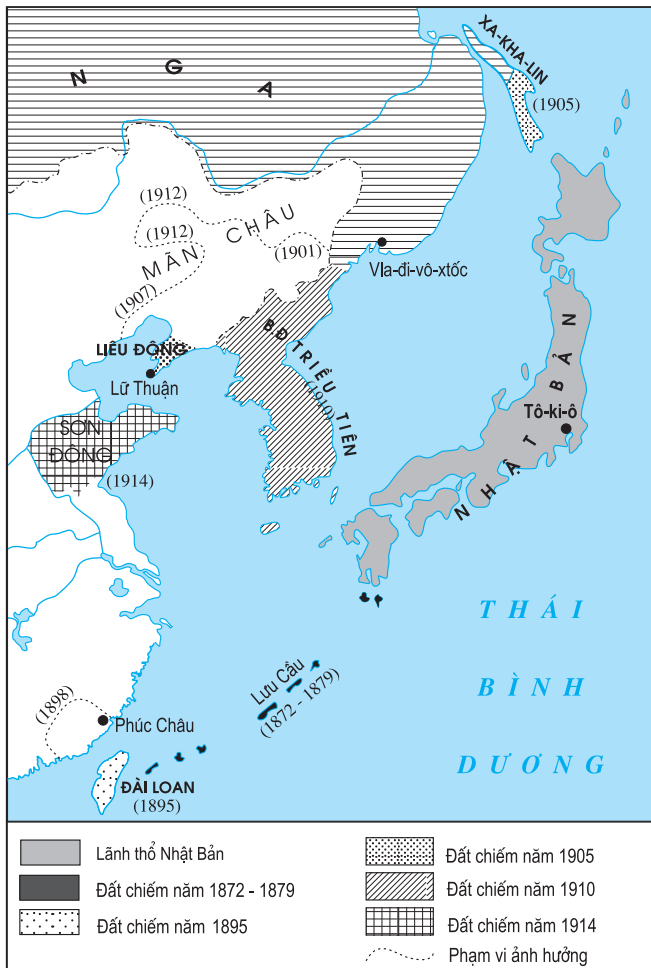 NGA
XA-KHA-LIN
(1905)
(1912)
CHÂU
(1912)
(1901)
MÃN
Vla-đi-vô-xtốc
(1907)
LIÊU ĐÔNG
BĐ TRIỀU TIÊN
(1910)
Lữ Thuận
NHẬT BẢN
Tô-ki-ô
SƠN
ĐÔNG
(1914)
THÁI
BÌNH
DƯƠNG
Lưu Cầu
(1872 - 1879)
(1898)
Phúc Châu
ĐÀI LOAN
(1895)
Lãnh thổ Nhật Bản
Đất chiếm năm 1872 - 1879
Đất chiếm năm 1895
Đất chiếm năm 1905
Đất chiếm năm 1910
Đất chiếm năm 1914
Phạm vi ảnh hưởng